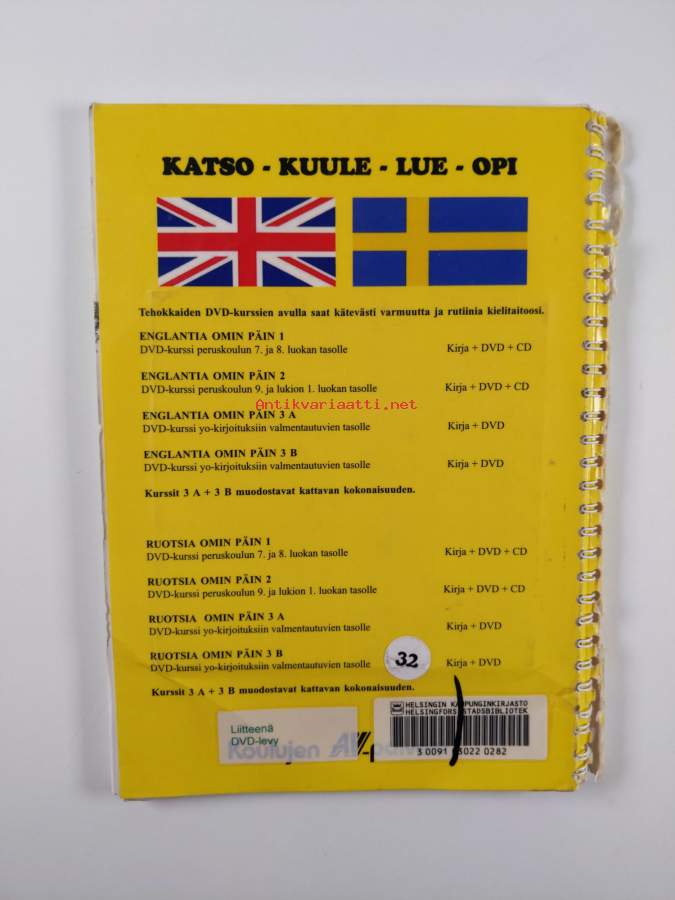 KATSO - KUULE - LUE - OPI
Tehokkaiden DVD-kurssien avulla saat kätevästi varmuutta ja rutiinia kielitaitoosi.
ENGLANTIA OMIN PÄIN 1
DVD-kurssi peruskoulun 7. ja 8. luokan tasolle Kirja + DVD + CD
ENGLANTIA OMIN PÄIN 2
DVD-kurssi peruskoulun 9. ja lukion 1. luokan tasolle Kirja + DVD + CD
Antikvariaatti.net
ENGLANTIA OMIN PÄIN 3 A
DVD-kurssi yo-kirjoituksiin valmentautuvien tasolle Kirja + DVD
ENGLANTIA OMIN PÄIN 3 B
DVD-kurssi yo-kirjoituksiin valmentautuvien tasolle Kirja + DVD
Kurssit 3 A + 3 B muodostavat kattavan kokonaisuuden.
RUOTSIA OMIN PÄIN 1
DVD-kurssi peruskoulun 7. ja 8. luokan tasolle Kirja + DVD + CD
RUOTSIA OMIN PÄIN 2
DVD-kurssi peruskoulun 9. ja lukion 1. luokan tasolle Kirja + DVD + CD
RUOTSIA OMIN PÄIN 3 A
DVD-kurssi yo-kirjoituksiin valmentautuvien tasolle Kirja + DVD
RUOTSIA OMIN PÄIN 3 B
DVD-kurssi yo-kirjoituksiin valmentautuvien tasolle 32 Kirja + DVD
Kurssit 3 A + 3 B muodostavat kattavan kokonaisuuden.
HELSINGIN KAUPUNGINKIRJASTO
HELSINGFORS STADSBIBLIOTEK
Liitteenä
DVD-levy
Koulujen AV-
3 0091 03022 0282